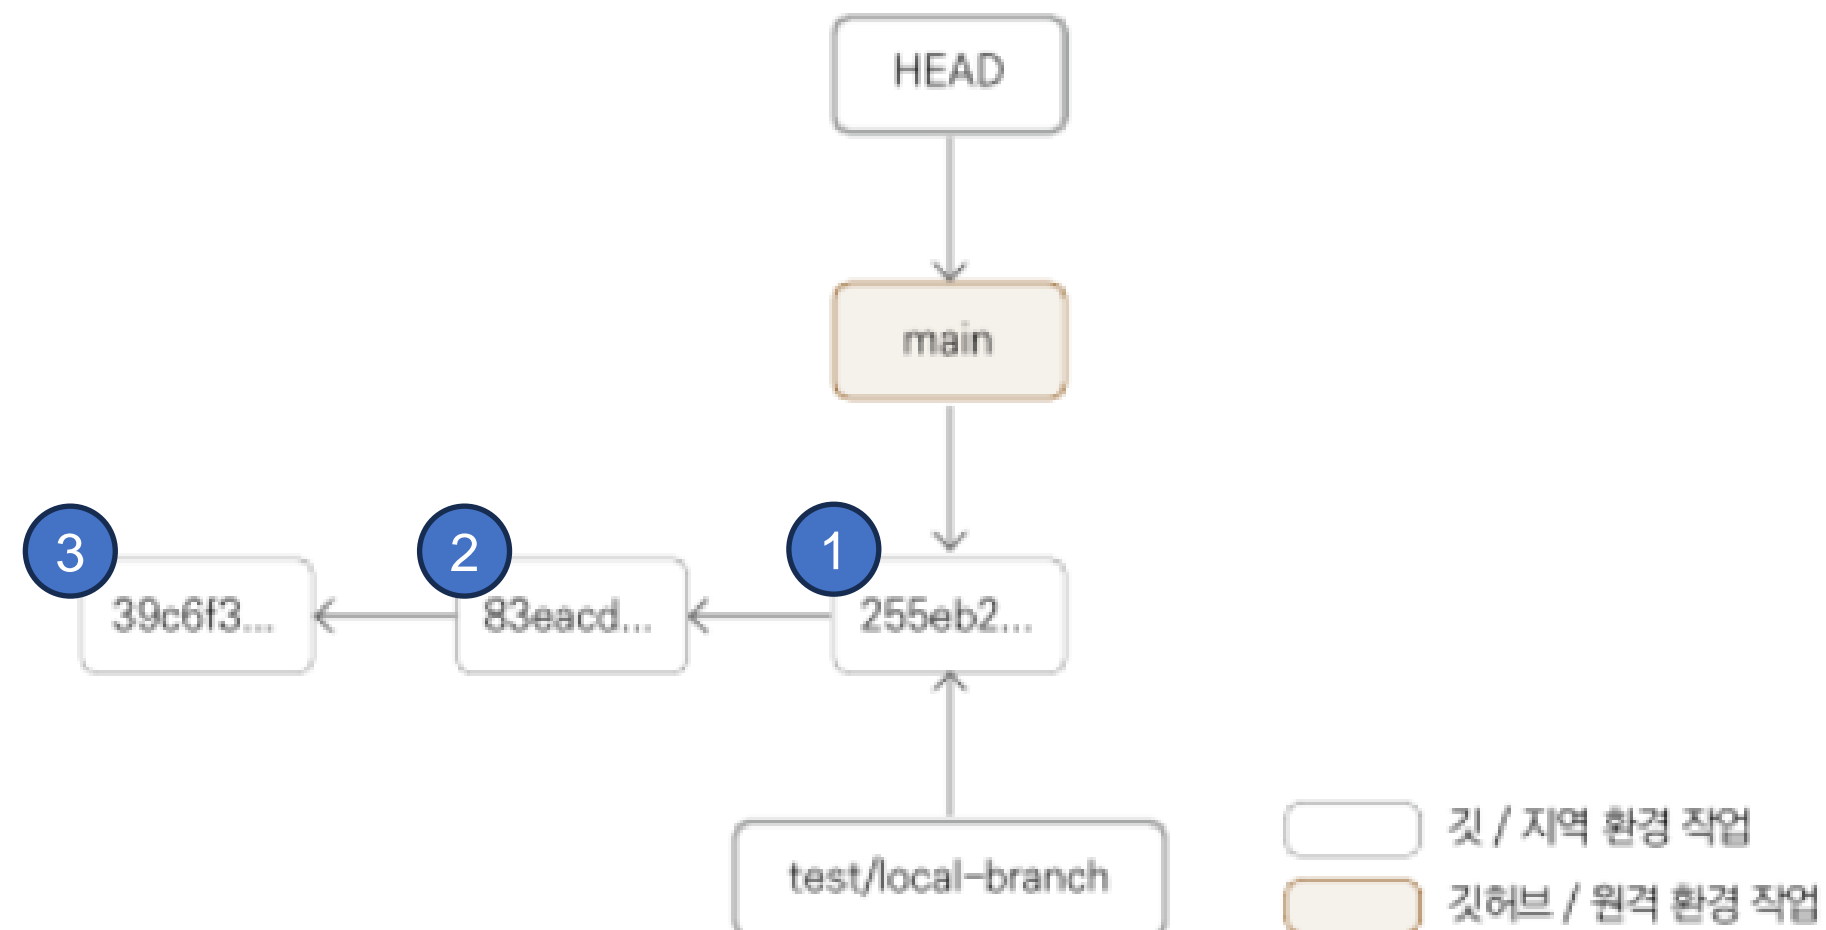 HEAD
main
3
2
1
39c6f3...
83eacd...
255eb2...
test/local-branch
깃 / 지역 환경 작업
깃허브 / 원격 환경 작업